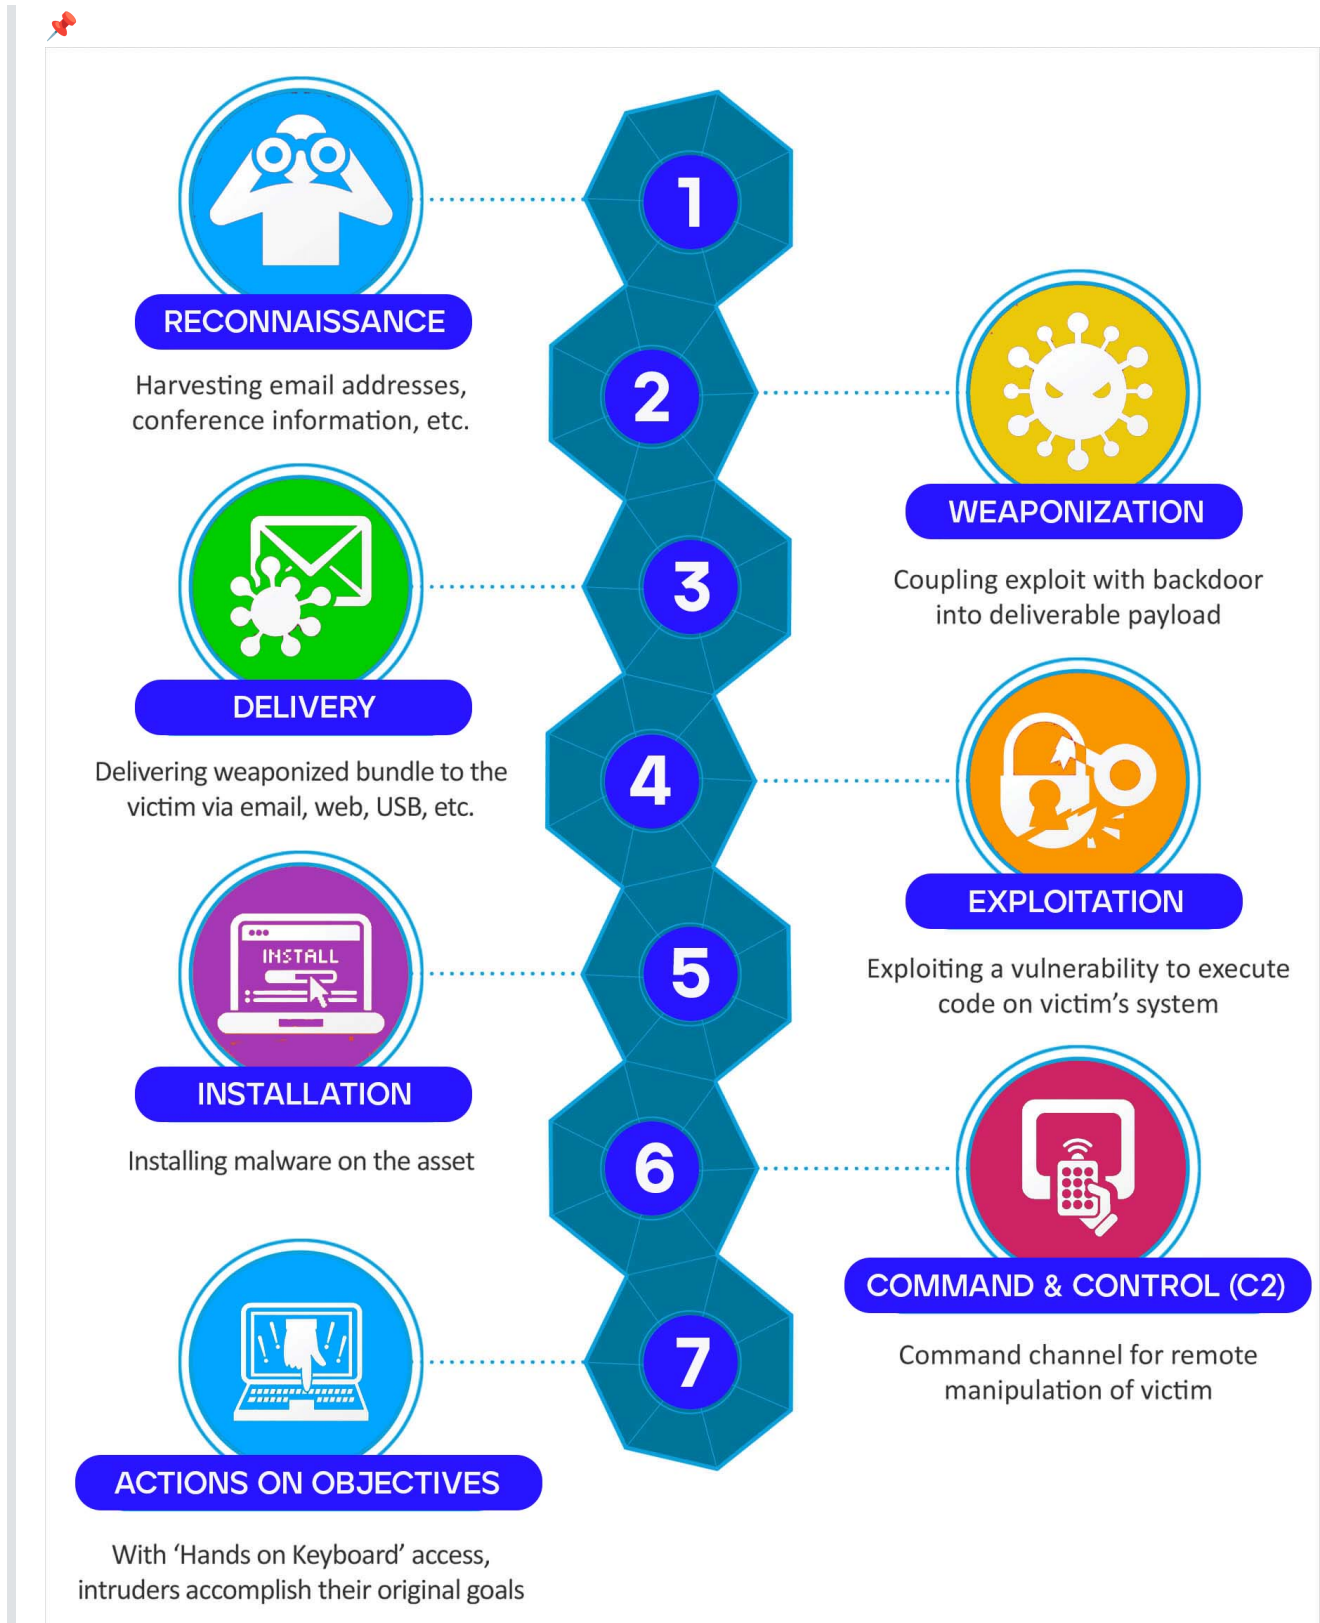 1
RECONNAISSANCE
Harvesting email addresses,
conference information, etc.
2
WEAPONIZATION
Coupling exploit with backdoor
into deliverable payload
3
DELIVERY
Delivering weaponized bundle to the
victim via email, web, USB, etc.
4
EXPLOITATION
Exploiting a vulnerability to execute
code on victim’s system
5
INSTALL
INSTALLATION
Installing malware on the asset
6
COMMAND & CONTROL (C2)
Command channel for remote
manipulation of victim
7
ACTIONS ON OBJECTIVES
With ‘Hands on Keyboard’ access,
intruders accomplish their original goals